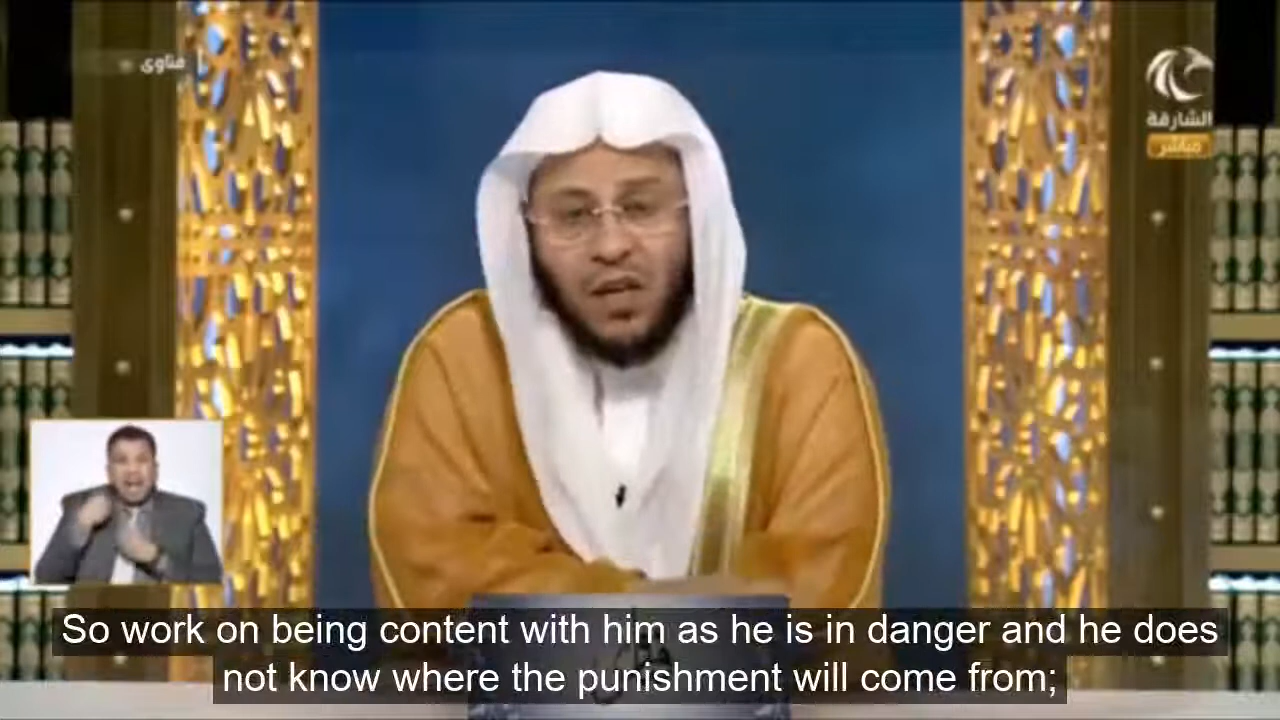 فتاوى
الشارقة
مباشر
So work on being content with him as he is in danger and he does
not know where the punishment will come from;